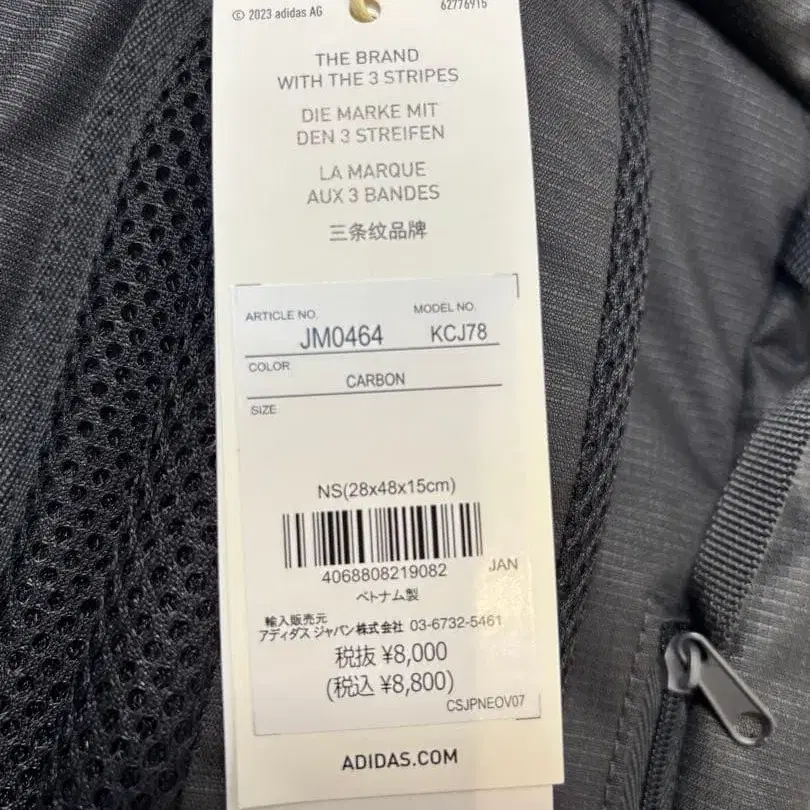 © 2023 adidas AG
62776915
THE BRAND
WITH THE 3 STRIPES
DIE MARKE MIT
DEN 3 STREIFEN
LA MARQUE
AUX 3 BANDES
三条纹品牌
ARTICLE NO. MODEL NO.
JM0464 KCJ78
COLOR
CARBON
SIZE
NS(28x48x15cm)
4068808219082 JAN
ベトナム製
輸入販売元
アディダス ジャパン株式会社 03-6732-5461
税抜 ¥8,000
(税込 ¥8,800)
CSJPNEOV07
ADIDAS.COM